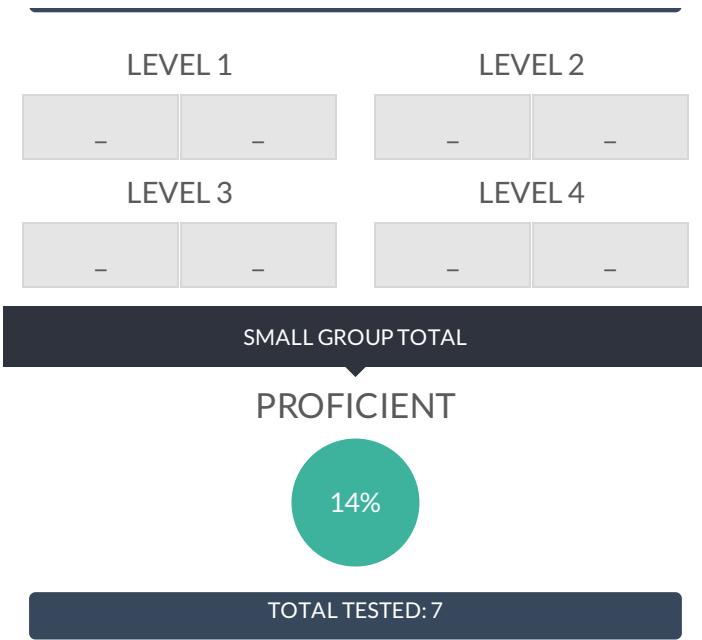 LEVEL 1 LEVEL 2
– – – –
LEVEL 3 LEVEL 4
– – – –
SMALL GROUP TOTAL
PROFICIENT
14%
TOTAL TESTED: 7